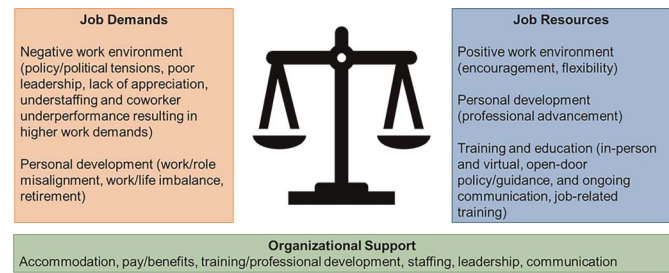 Job Demands
Negative work environment
(policy/political tensions, poor
leadership, lack of appreciation,
understaffing and coworker
underperformance resulting in
higher work demands)
Personal development (work/role
misalignment, work/life imbalance,
retirement)
Job Resources
Positive work environment
(encouragement, flexibility)
Personal development
(professional advancement)
Training and education (in-person
and virtual, open-door
policy/guidance, and ongoing
communication, job-related
training)
Organizational Support
Accommodation, pay/benefits, training/professional development, staffing, leadership, communication